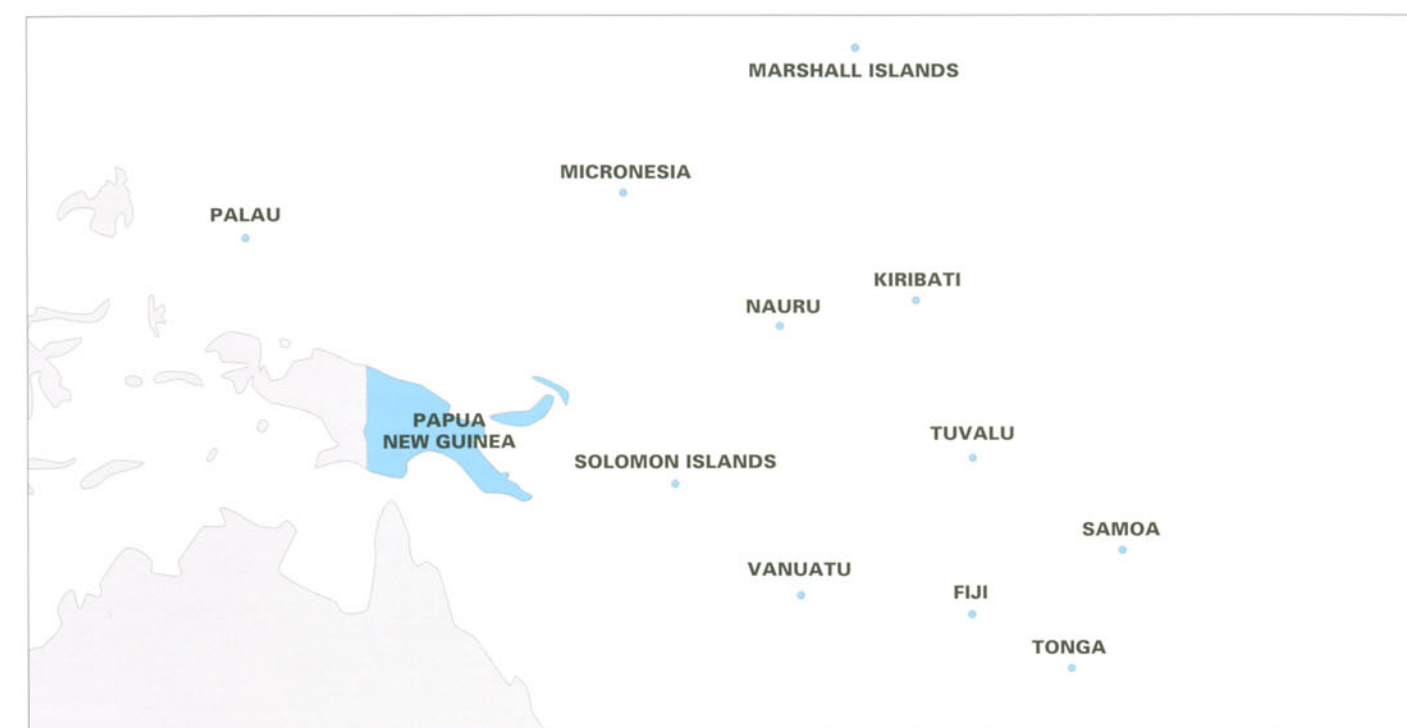 MARSHALL ISLANDS
MICRONESIA
PALAU
KIRIBATI
NAURU
PAPUA
NEW GUINEA
TUVALU
SOLOMON ISLANDS
SAMOA
VANUATU
FIJI
TONGA